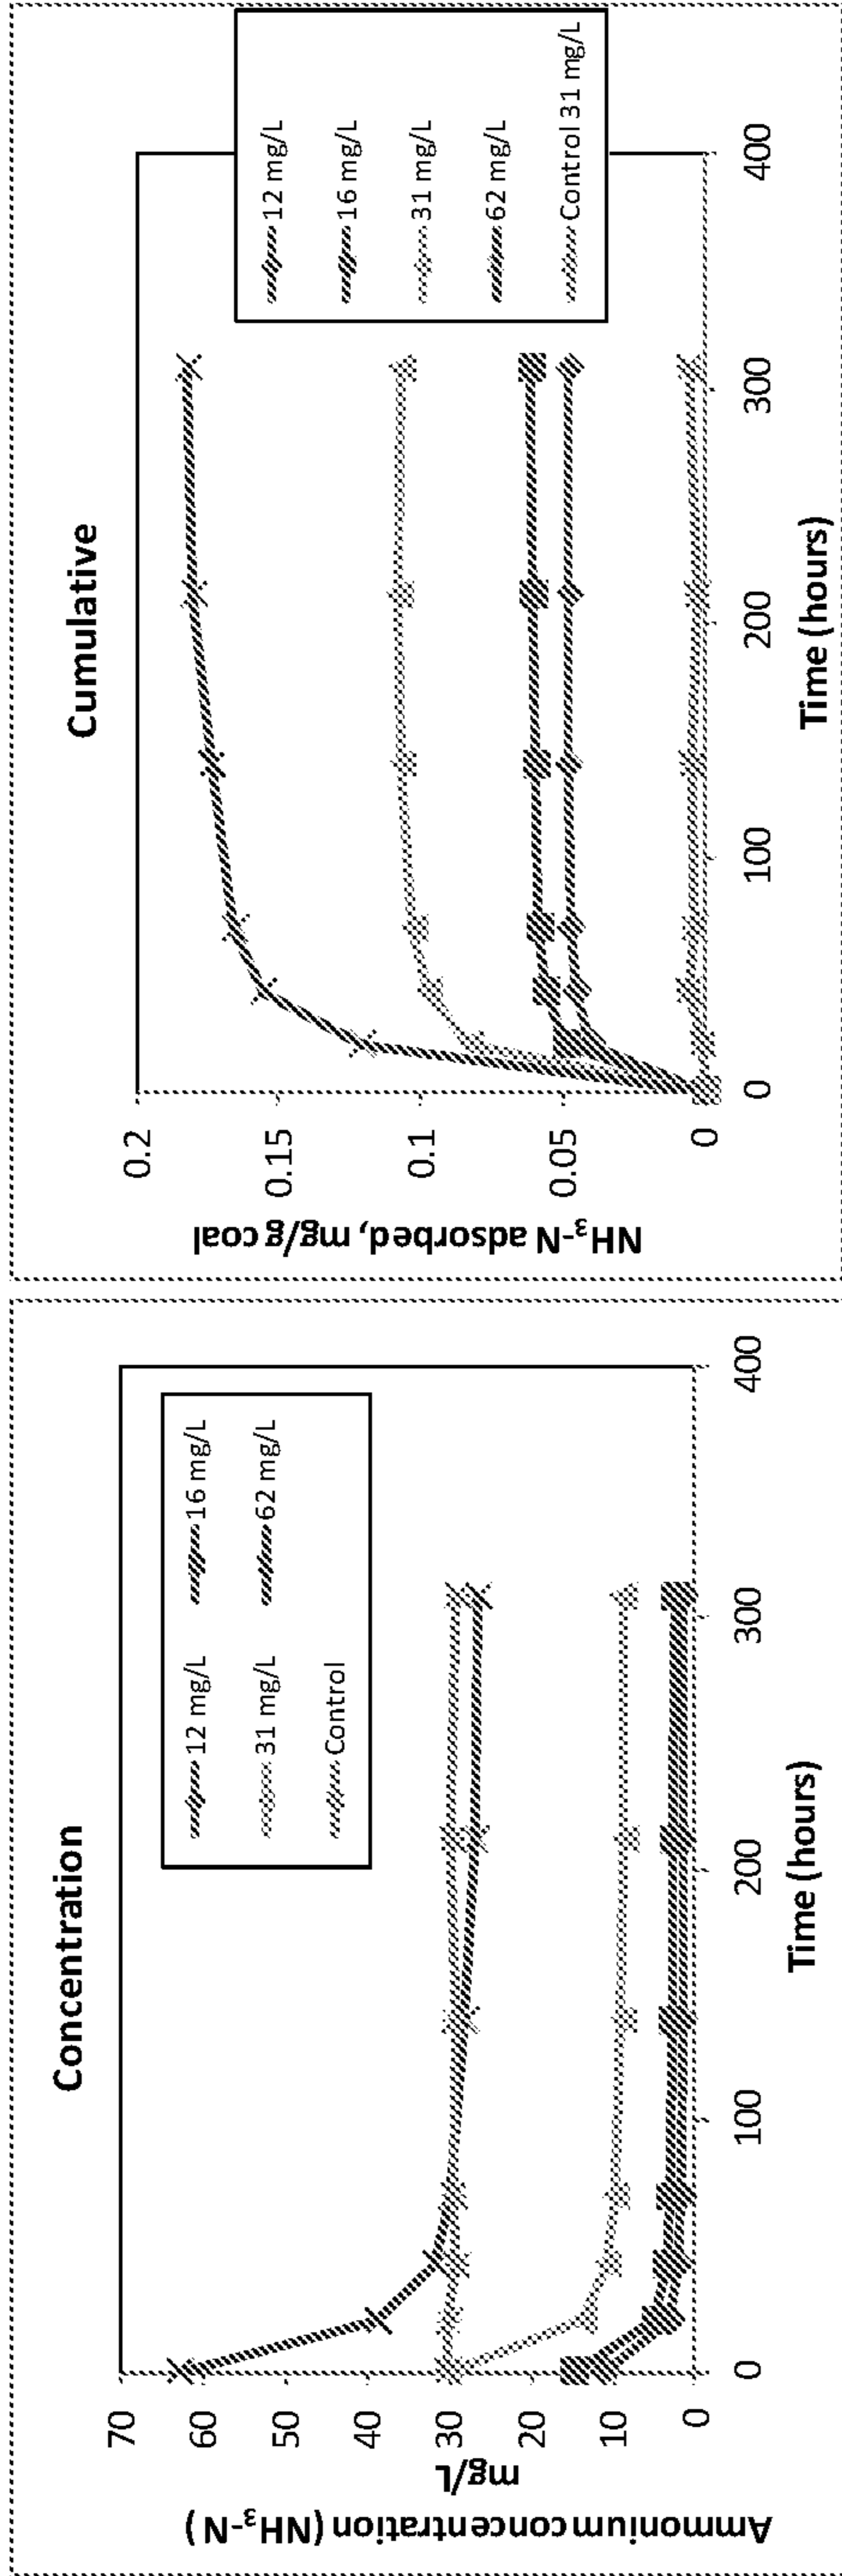 Concentration
70
60
50
40
30
20
10
0
Ammonium concentration (NH₃-N)
mg/L
0
100
200
300
400
Time (hours)
12 mg/L
16 mg/L
31 mg/L
62 mg/L
Control
Cumulative
0.2
0.15
0.1
0.05
0
NH₃-N adsorbed, mg/g coal
0
100
200
300
400
Time (hours)
12 mg/L
16 mg/L
31 mg/L
62 mg/L
Control 31 mg/L